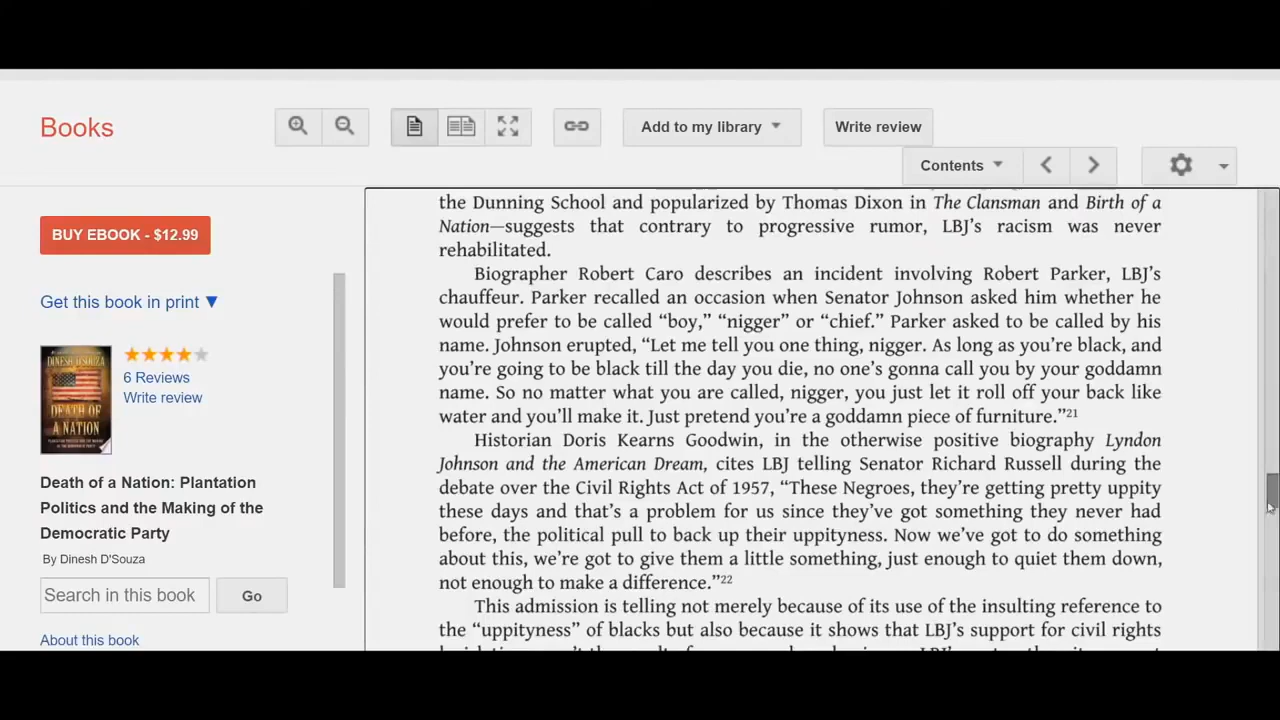 Books
Add to my library
Write review
Contents
BUY EBOOK - $12.99
Get this book in print ▼
DINESH D'SOUZA
DEATH OF
A NATION
6 Reviews
Write review
Death of a Nation: Plantation
Politics and the Making of the
Democratic Party
By Dinesh D'Souza
Search in this book
Go
About this book
the Dunning School and popularized by Thomas Dixon in The Clansman and Birth of a
Nation—suggests that contrary to progressive rumor, LBJ’s racism was never
rehabilitated.
Biographer Robert Caro describes an incident involving Robert Parker, LBJ’s
chauffeur. Parker recalled an occasion when Senator Johnson asked him whether he
would prefer to be called “boy,” “nigger” or “chief.” Parker asked to be called by his
name. Johnson erupted, “Let me tell you one thing, nigger. As long as you’re black, and
you’re going to be black till the day you die, no one’s gonna call you by your goddamn
name. So no matter what you are called, nigger, you just let it roll off your back like
water and you’ll make it. Just pretend you’re a goddamn piece of furniture.”21
Historian Doris Kearns Goodwin, in the otherwise positive biography Lyndon
Johnson and the American Dream, cites LBJ telling Senator Richard Russell during the
debate over the Civil Rights Act of 1957, “These Negroes, they’re getting pretty uppity
these days and that’s a problem for us since they’ve got something they never had
before, the political pull to back up their uppityness. Now we’ve got to do something
about this, we’re got to give them a little something, just enough to quiet them down,
not enough to make a difference.”22
This admission is telling not merely because of its use of the insulting reference to
the “uppityness” of blacks but also because it shows that LBJ’s support for civil rights